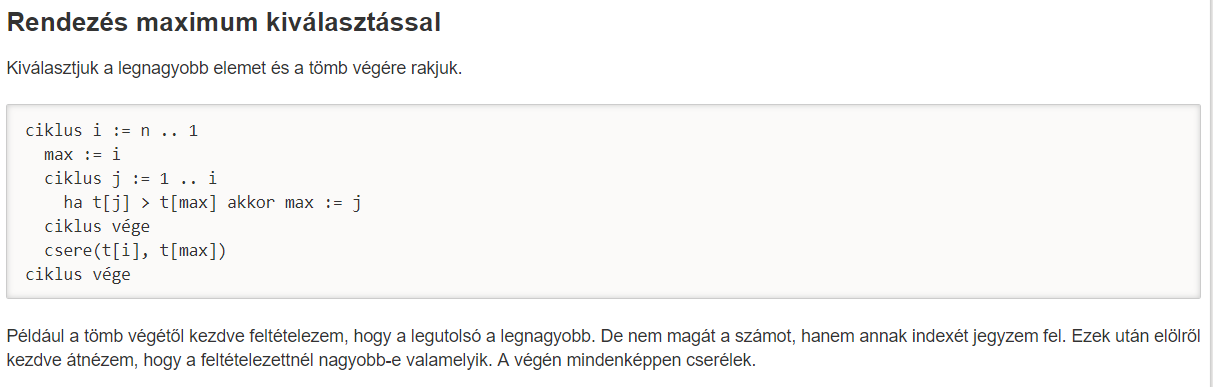 Rendezés maximum kiválasztással
Kiválasztjuk a legnagyobb elemet és a tömb végére rakjuk.
ciklus i := n .. 1
  max := i
  ciklus j := 1 .. i
    ha t[j] > t[max] akkor max := j
  ciklus vége
  csere(t[i], t[max])
ciklus vége
Például a tömb végétől kezdve feltételezem, hogy a legutolsó a legnagyobb. De nem magát a számot, hanem annak indexét jegyzem fel. Ezek után elölről
kezdve átnézem, hogy a feltételezettnél nagyobb-e valamelyik. A végén mindenképpen cserélek.